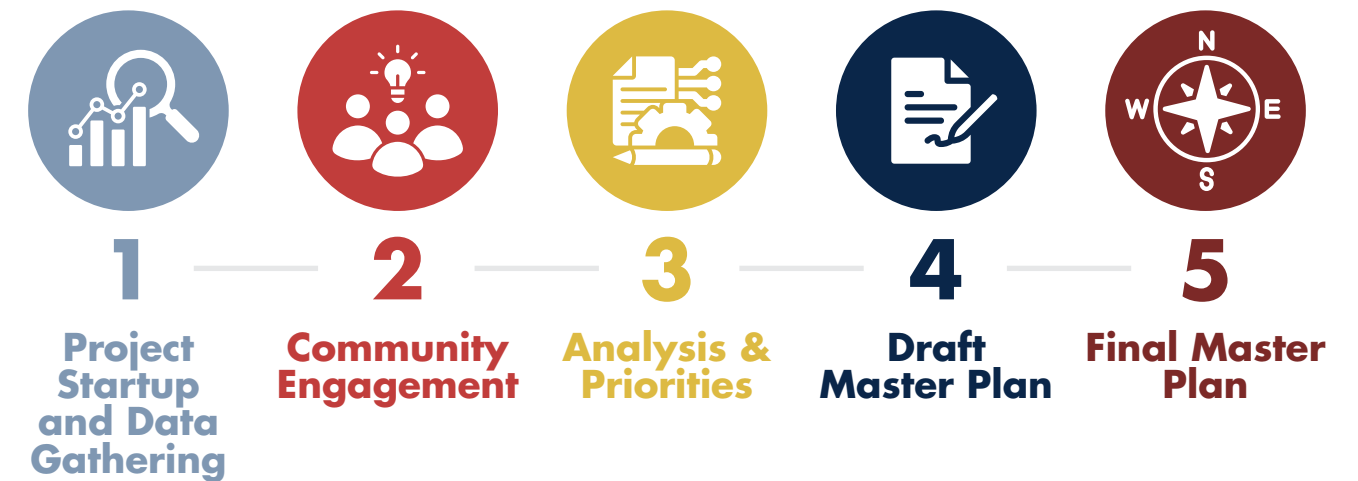 N
W E
S
1
2
3
4
5
Project
Startup
and Data
Gathering
Community
Engagement
Analysis &
Priorities
Draft
Master Plan
Final Master
Plan